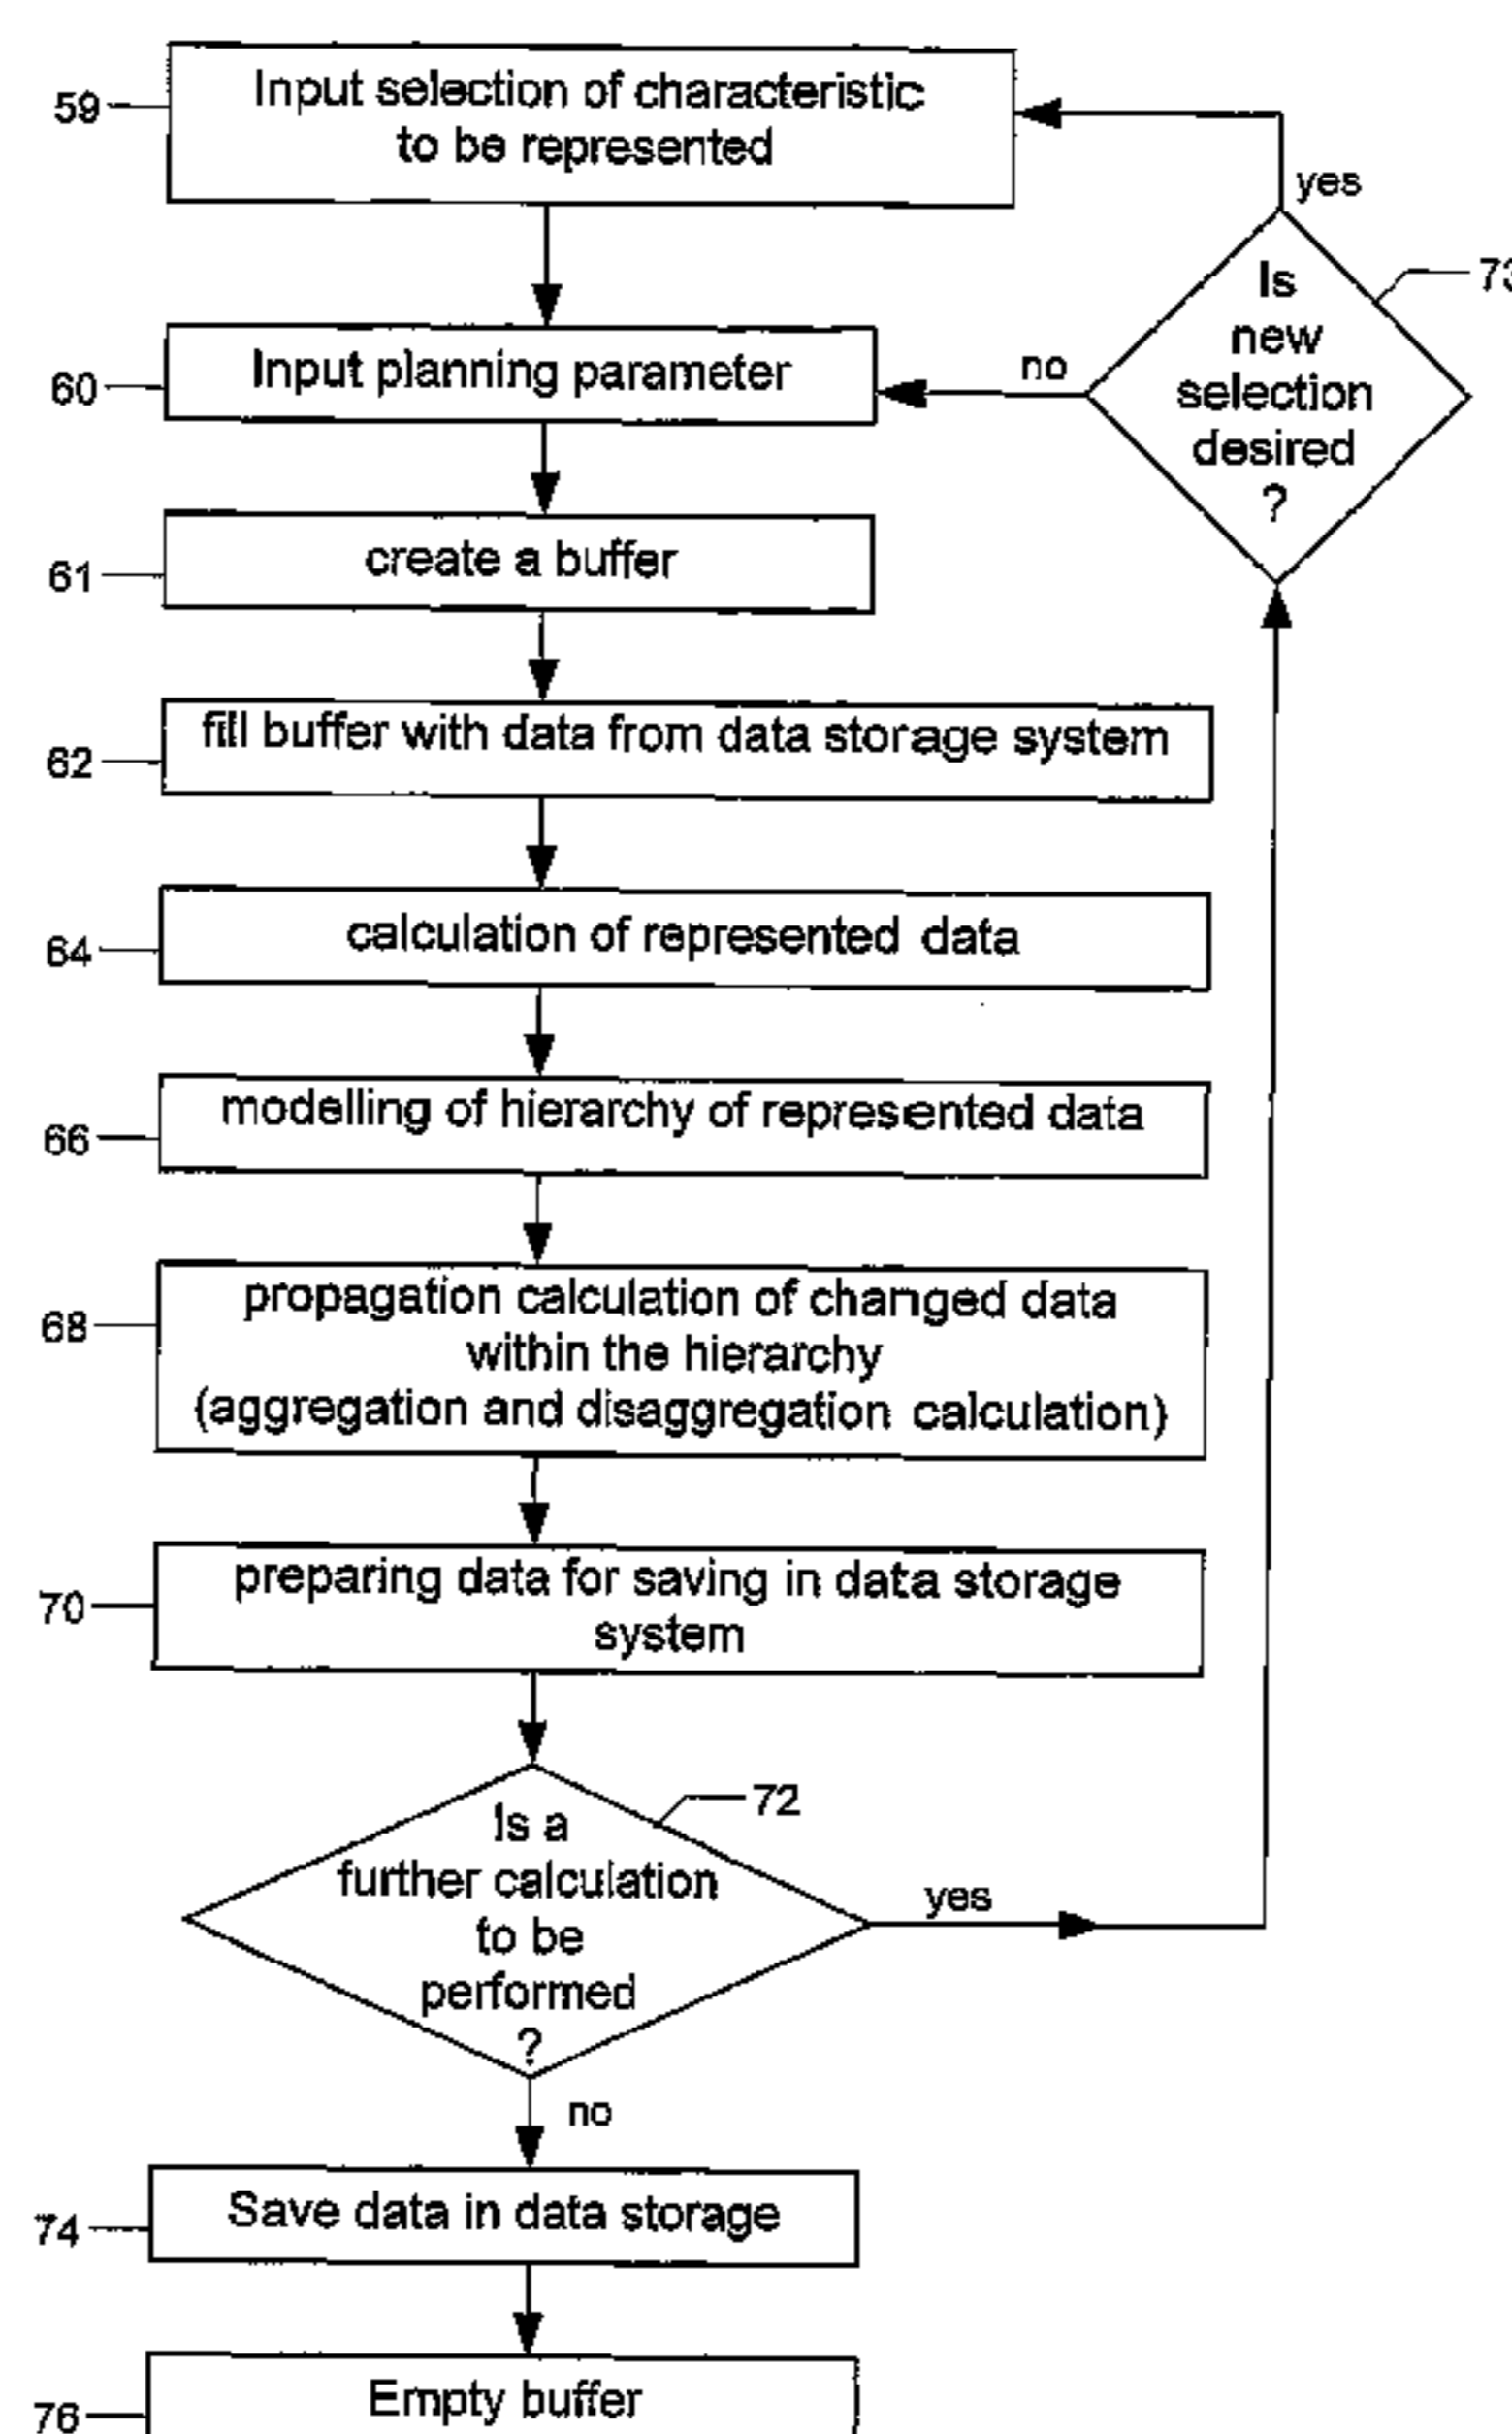 59
Input selection of characteristic
to be represented
yes
Is
new
selection
desired
?
no
60
Input planning parameter
61
create a buffer
62
fill buffer with data from data storage system
64
calculation of represented data
66
modelling of hierarchy of represented data
68
propagation calculation of changed data
within the hierarchy
(aggregation and disaggregation calculation)
70
preparing data for saving in data storage
system
72
Is a
further calculation
to be
performed
?
yes
no
74
Save data in data storage
76
Empty buffer